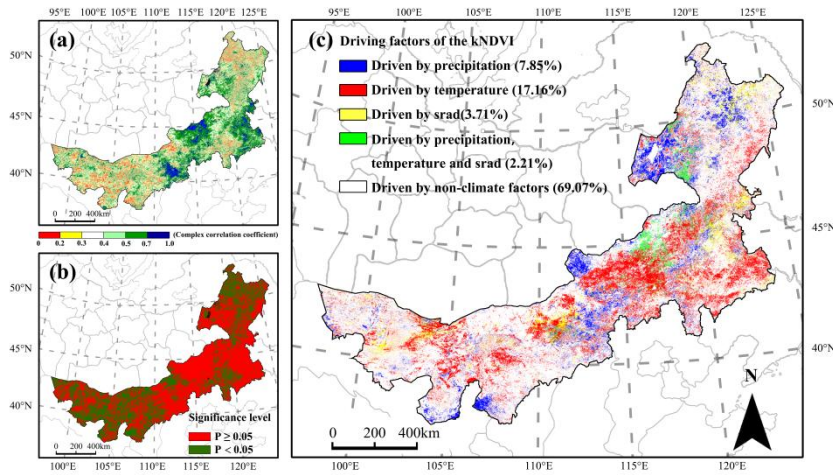 95°E 100°E 105°E 110°E 115°E 120°E 125°E
(a)
50°N
45°N
40°N
0 200 400km
0 0.2 0.3 0.4 0.5 0.7 1.0 (Complex correlation coefficient)
(b)
50°N
45°N
40°N
Significance level
P ≥ 0.05
P < 0.05
0 200 400km
100°E 105°E 110°E 115°E 120°E
95°E 100°E 105°E 110°E 115°E 120°E 125°E
(c) Driving factors of the kNDVI
Driven by precipitation (7.85%)
Driven by temperature (17.16%)
Driven by srad(3.71%)
Driven by precipitation,
temperature and srad (2.21%)
Driven by non-climate factors (69.07%)
50°N
45°N
40°N
N
0 200 400km
100°E 105°E 110°E 115°E 120°E